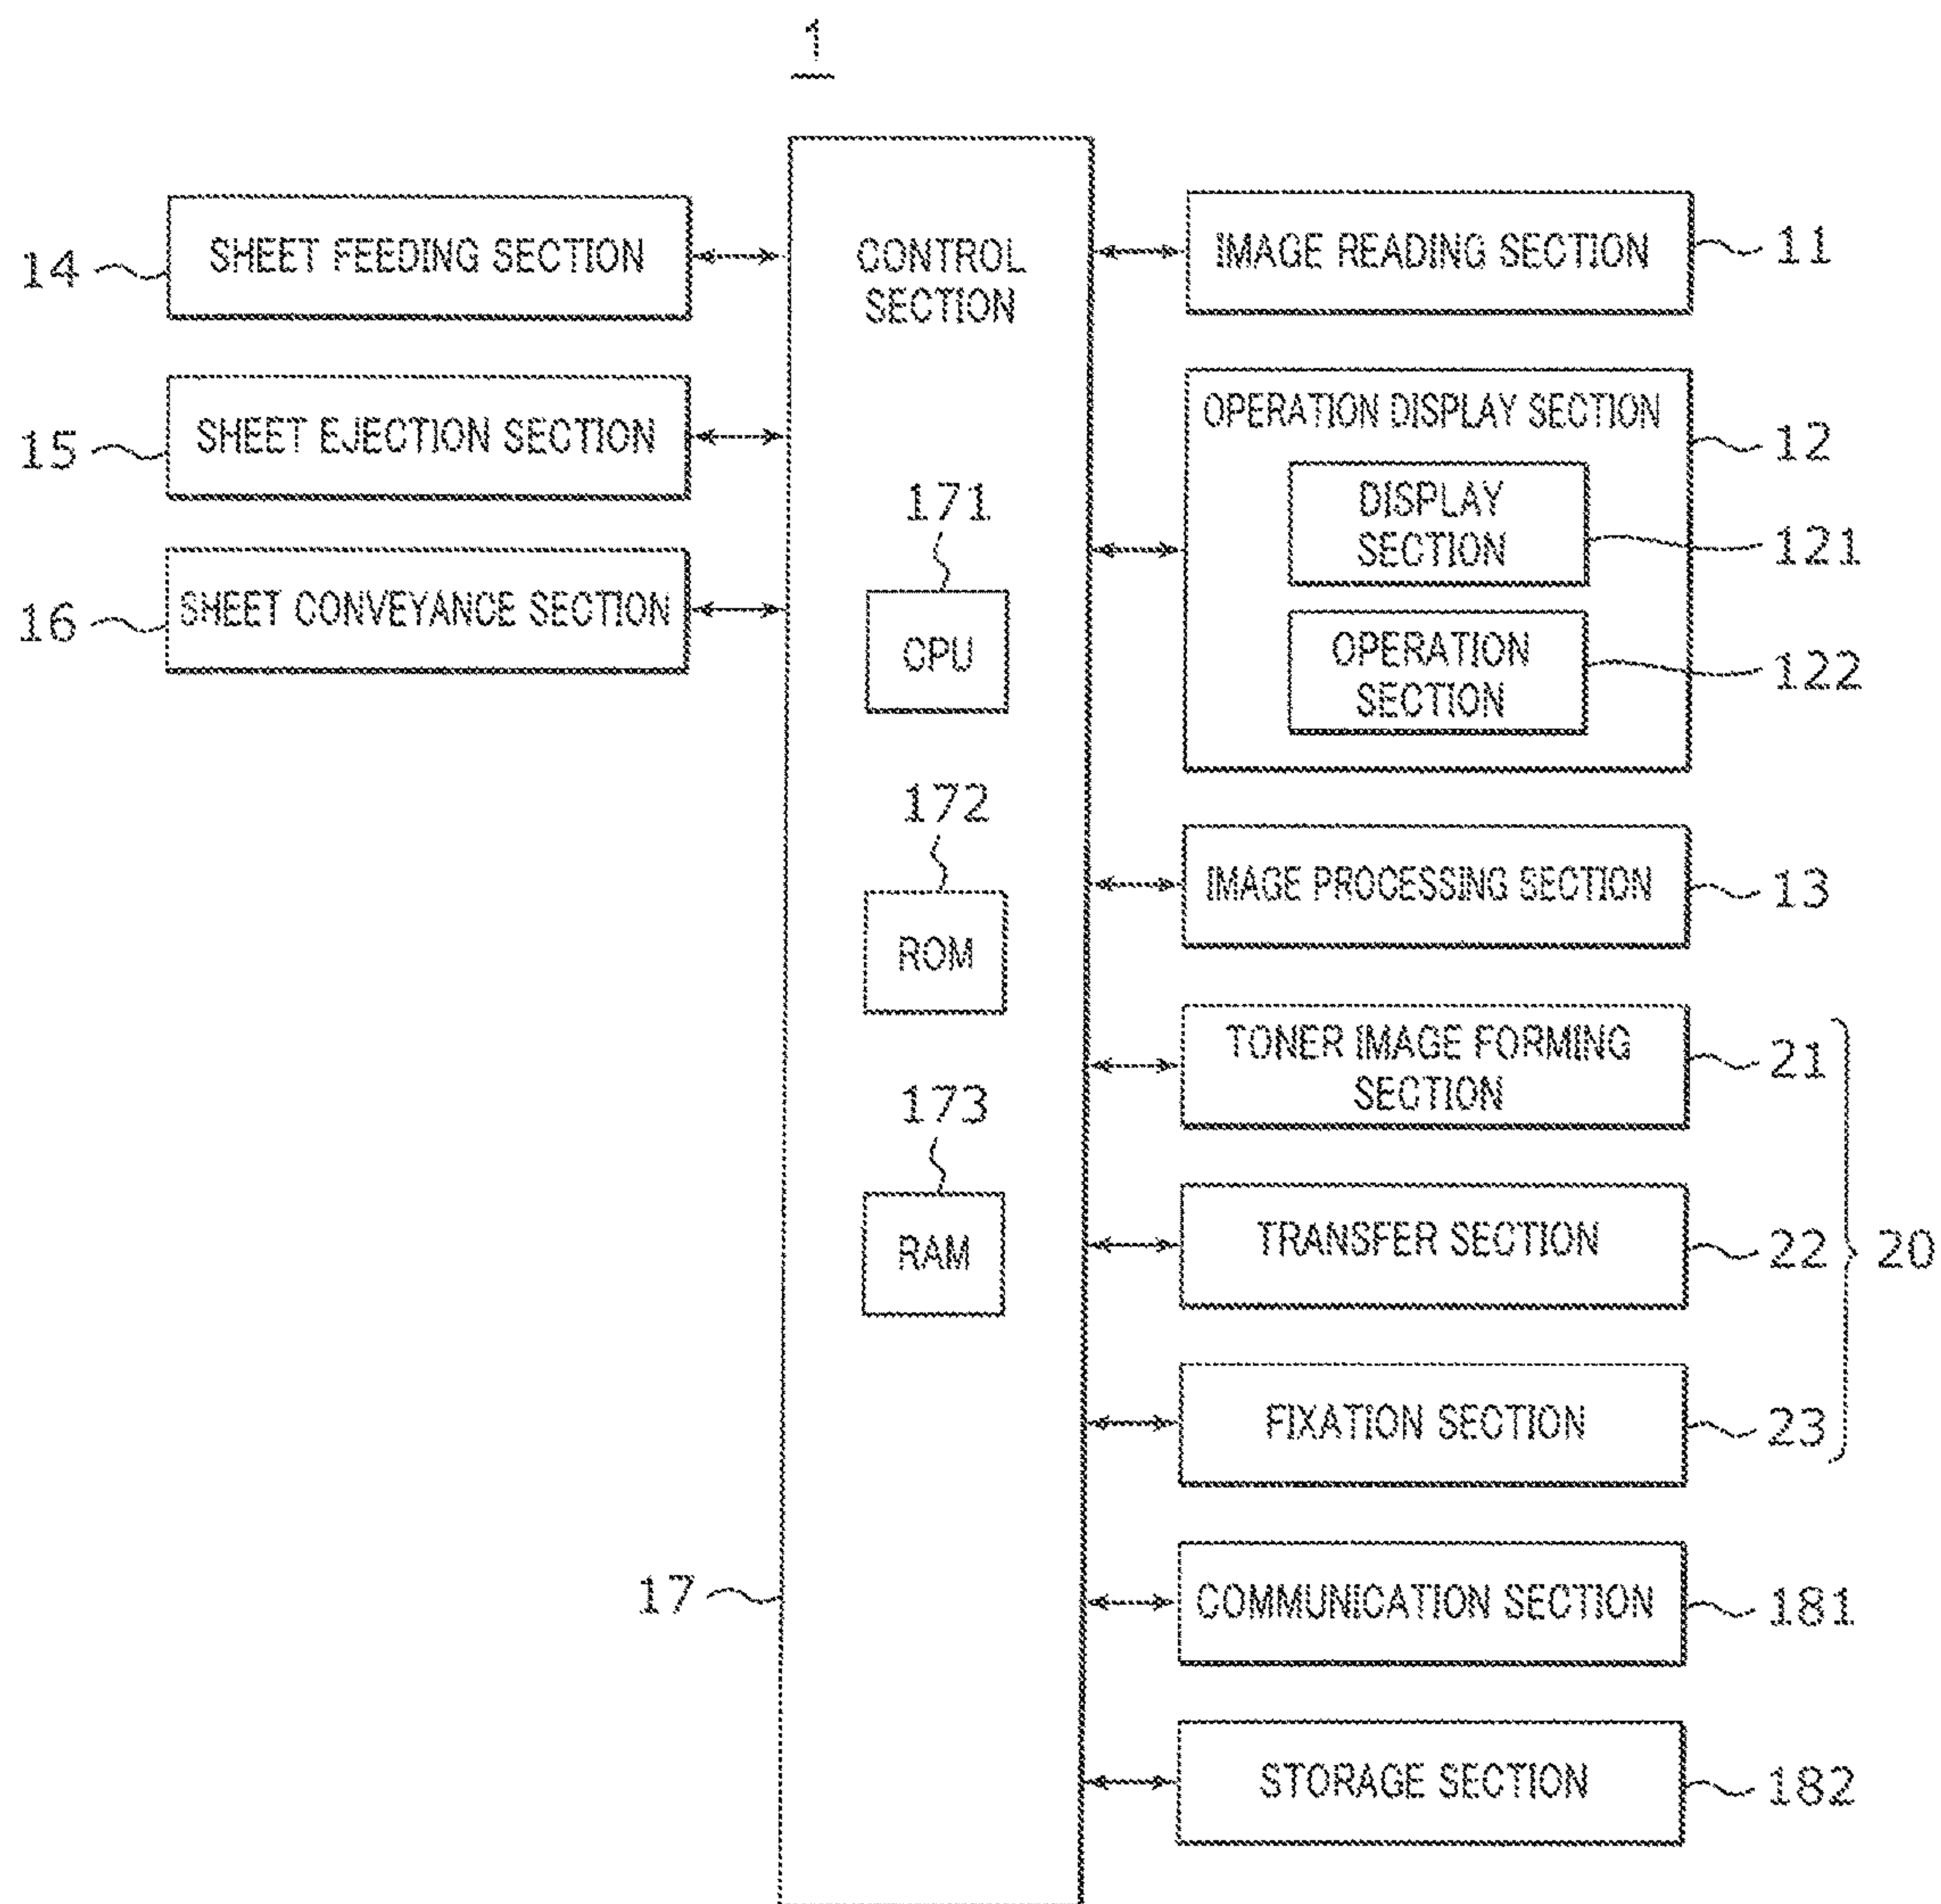 1
14
SHEET FEEDING SECTION
15
SHEET EJECTION SECTION
16
SHEET CONVEYANCE SECTION
CONTROL
SECTION
171
CPU
172
ROM
173
RAM
17
IMAGE READING SECTION
11
OPERATION DISPLAY SECTION
12
DISPLAY
SECTION
121
OPERATION
SECTION
122
IMAGE PROCESSING SECTION
13
TONER IMAGE FORMING
SECTION
21
TRANSFER SECTION
22
20
FIXATION SECTION
23
COMMUNICATION SECTION
181
STORAGE SECTION
182